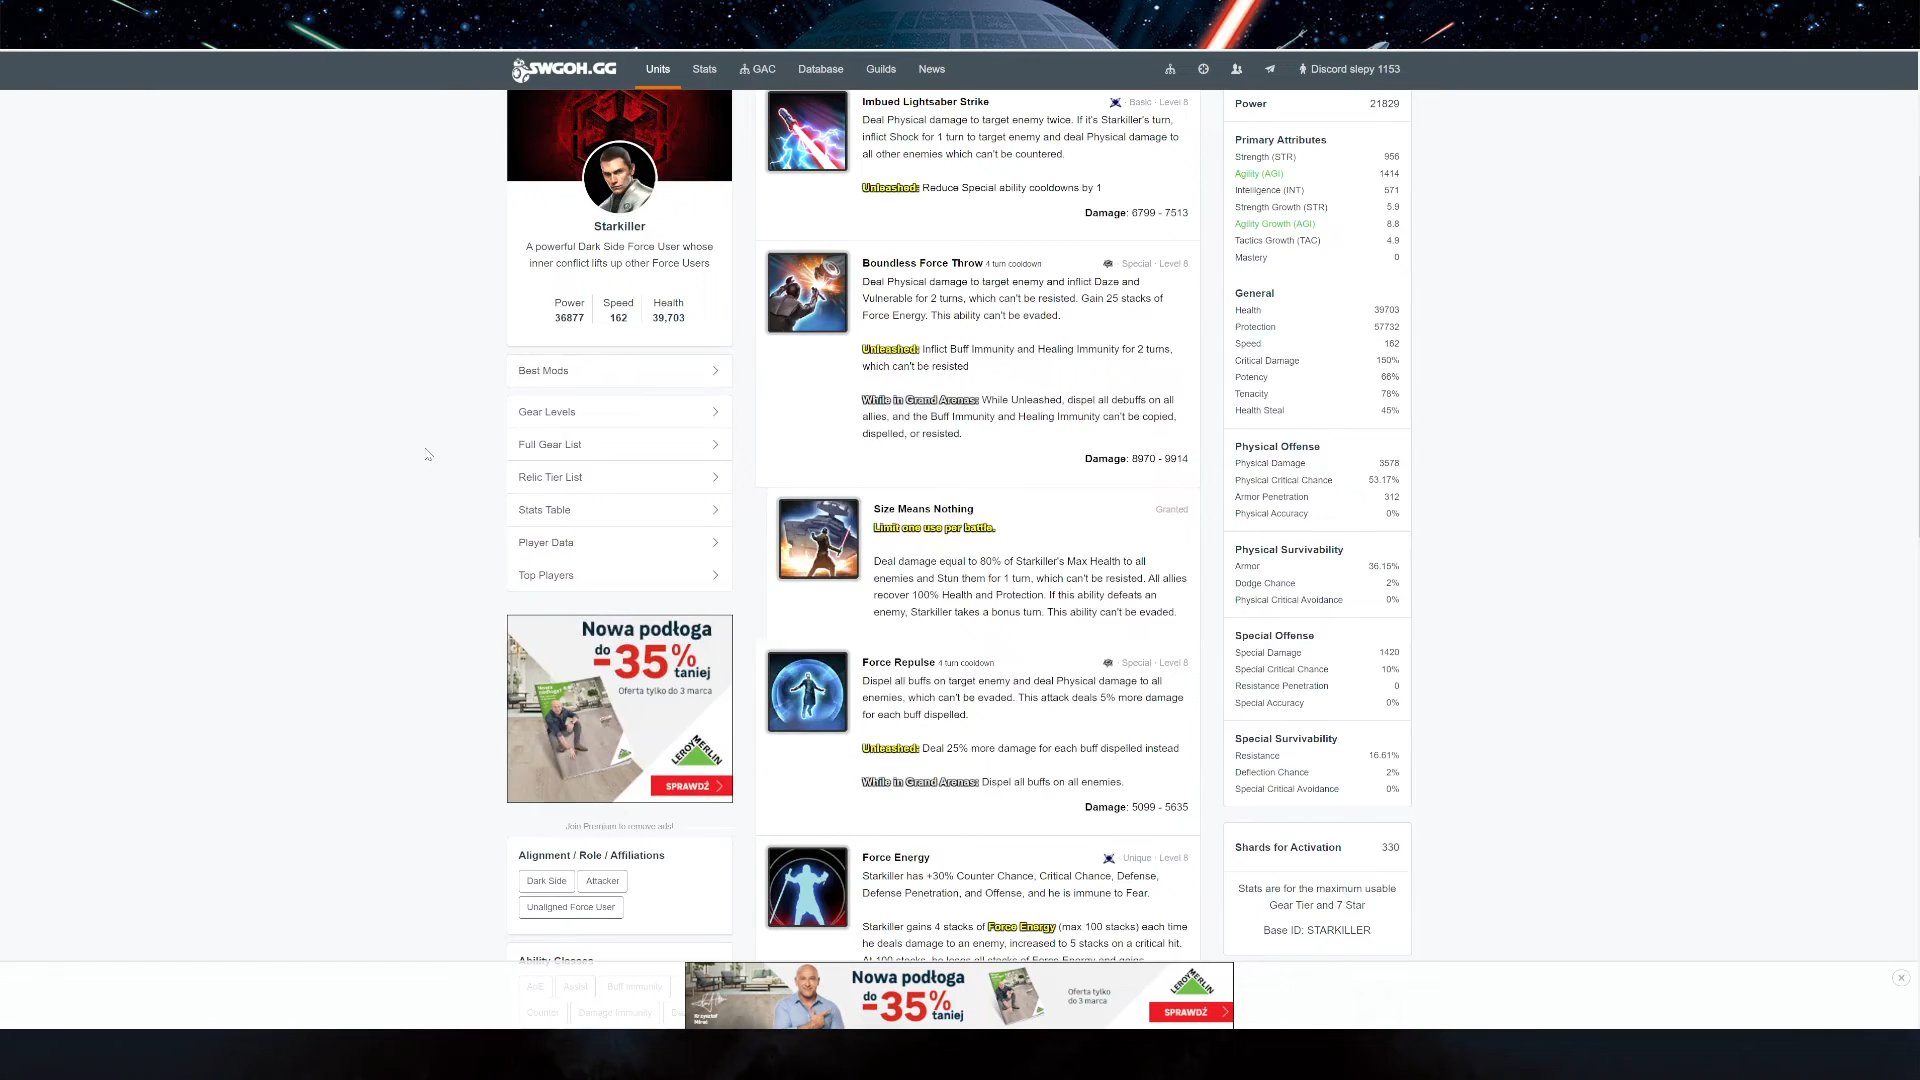 SWGOH.GG
Units
Stats
GAC
Database
Guilds
News
Discord slepy 1153
Starkiller
A powerful Dark Side Force User whose
inner conflict lifts up other Force Users
Power Speed Health
36877 162 39,703
Best Mods
Gear Levels
Full Gear List
Relic Tier List
Stats Table
Player Data
Top Players
Nowa podłoga
do -35% taniej
Oferta tylko do 3 marca
LEROY MERLIN
SPRAWDŹ
Join Premium to remove ads!
Alignment / Role / Affiliations
Dark Side Attacker
Unaligned Force User
Ability Classes
AoE Assist Buff Immunity
Counter Damage Immunity
Imbued Lightsaber Strike
· Basic · Level 8
Deal Physical damage to target enemy twice. If it's Starkiller's turn,
inflict Shock for 1 turn to target enemy and deal Physical damage to
all other enemies which can't be countered.
Unleashed: Reduce Special ability cooldowns by 1
Damage: 6799 - 7513
Boundless Force Throw 4 turn cooldown
· Special · Level 8
Deal Physical damage to target enemy and inflict Daze and
Vulnerable for 2 turns, which can't be resisted. Gain 25 stacks of
Force Energy. This ability can't be evaded.
Unleashed: Inflict Buff Immunity and Healing Immunity for 2 turns,
which can't be resisted
While in Grand Arenas: While Unleashed, dispel all debuffs on all
allies, and the Buff Immunity and Healing Immunity can't be copied,
dispelled, or resisted.
Damage: 8970 - 9914
Size Means Nothing
Granted
Limit one use per battle.
Deal damage equal to 80% of Starkiller's Max Health to all
enemies and Stun them for 1 turn, which can't be resisted. All allies
recover 100% Health and Protection. If this ability defeats an
enemy, Starkiller takes a bonus turn. This ability can't be evaded.
Force Repulse 4 turn cooldown
· Special · Level 8
Dispel all buffs on target enemy and deal Physical damage to all
enemies, which can't be evaded. This attack deals 5% more damage
for each buff dispelled.
Unleashed: Deal 25% more damage for each buff dispelled instead
While in Grand Arenas: Dispel all buffs on all enemies.
Damage: 5099 - 5635
Force Energy
· Unique · Level 8
Starkiller has +30% Counter Chance, Critical Chance, Defense,
Defense Penetration, and Offense, and he is immune to Fear.
Starkiller gains 4 stacks of Force Energy (max 100 stacks) each time
he deals damage to an enemy, increased to 5 stacks on a critical hit.
At 100 stacks, he loses all stacks of Force Energy and gains
Power 21829
Primary Attributes
Strength (STR) 956
Agility (AGI) 1414
Intelligence (INT) 571
Strength Growth (STR) 5.9
Agility Growth (AGI) 8.8
Tactics Growth (TAC) 4.9
Mastery 0
General
Health 39703
Protection 57732
Speed 162
Critical Damage 150%
Potency 66%
Tenacity 78%
Health Steal 45%
Physical Offense
Physical Damage 3578
Physical Critical Chance 53.17%
Armor Penetration 312
Physical Accuracy 0%
Physical Survivability
Armor 36.15%
Dodge Chance 2%
Physical Critical Avoidance 0%
Special Offense
Special Damage 1420
Special Critical Chance 10%
Resistance Penetration 0
Special Accuracy 0%
Special Survivability
Resistance 16.61%
Deflection Chance 2%
Special Critical Avoidance 0%
Shards for Activation 330
Stats are for the maximum usable
Gear Tier and 7 Star
Base ID: STARKILLER
Nowa podłoga
do -35% taniej
Oferta tylko
do 3 marca
LEROY MERLIN
SPRAWDŹ